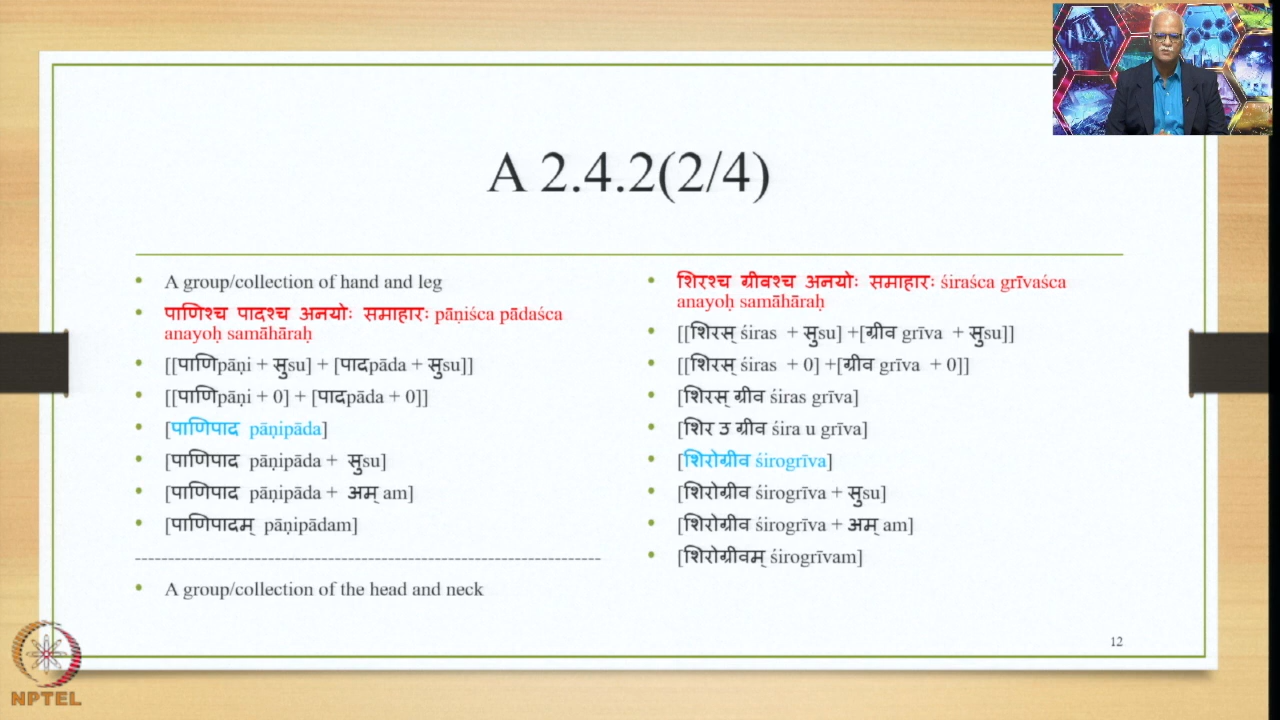 A 2.4.2(2/4)
A group/collection of hand and leg
पाणिश्च पादश्च अनयोः समाहारः pāṇiśca pādaśca
anayoḥ samāhāraḥ
[[पाणिpāṇi + सुsu] + [पादpāda + सुsu]]
[[पाणिpāṇi + 0] + [पादpāda + 0]]
[पाणिपाद pāṇipāda]
[पाणिपाद pāṇipāda + सुsu]
[पाणिपाद pāṇipāda + अम् am]
[पाणिपादम् pāṇipādam]
--------------------------------------------------------------------
A group/collection of the head and neck
शिरश्च ग्रीवश्च अनयोः समाहारः śiraśca grīvaśca
anayoḥ samāhāraḥ
[[शिरस् śiras + सुsu] +[ग्रीव grīva + सुsu]]
[[शिरस् śiras + 0] +[ग्रीव grīva + 0]]
[शिरस् ग्रीव śiras grīva]
[शिर उ ग्रीव śira u grīva]
[शिरोग्रीव śirogrīva]
[शिरोग्रीव śirogrīva + सुsu]
[शिरोग्रीव śirogrīva + अम् am]
[शिरोग्रीवम् śirogrīvam]
12
NPTEL